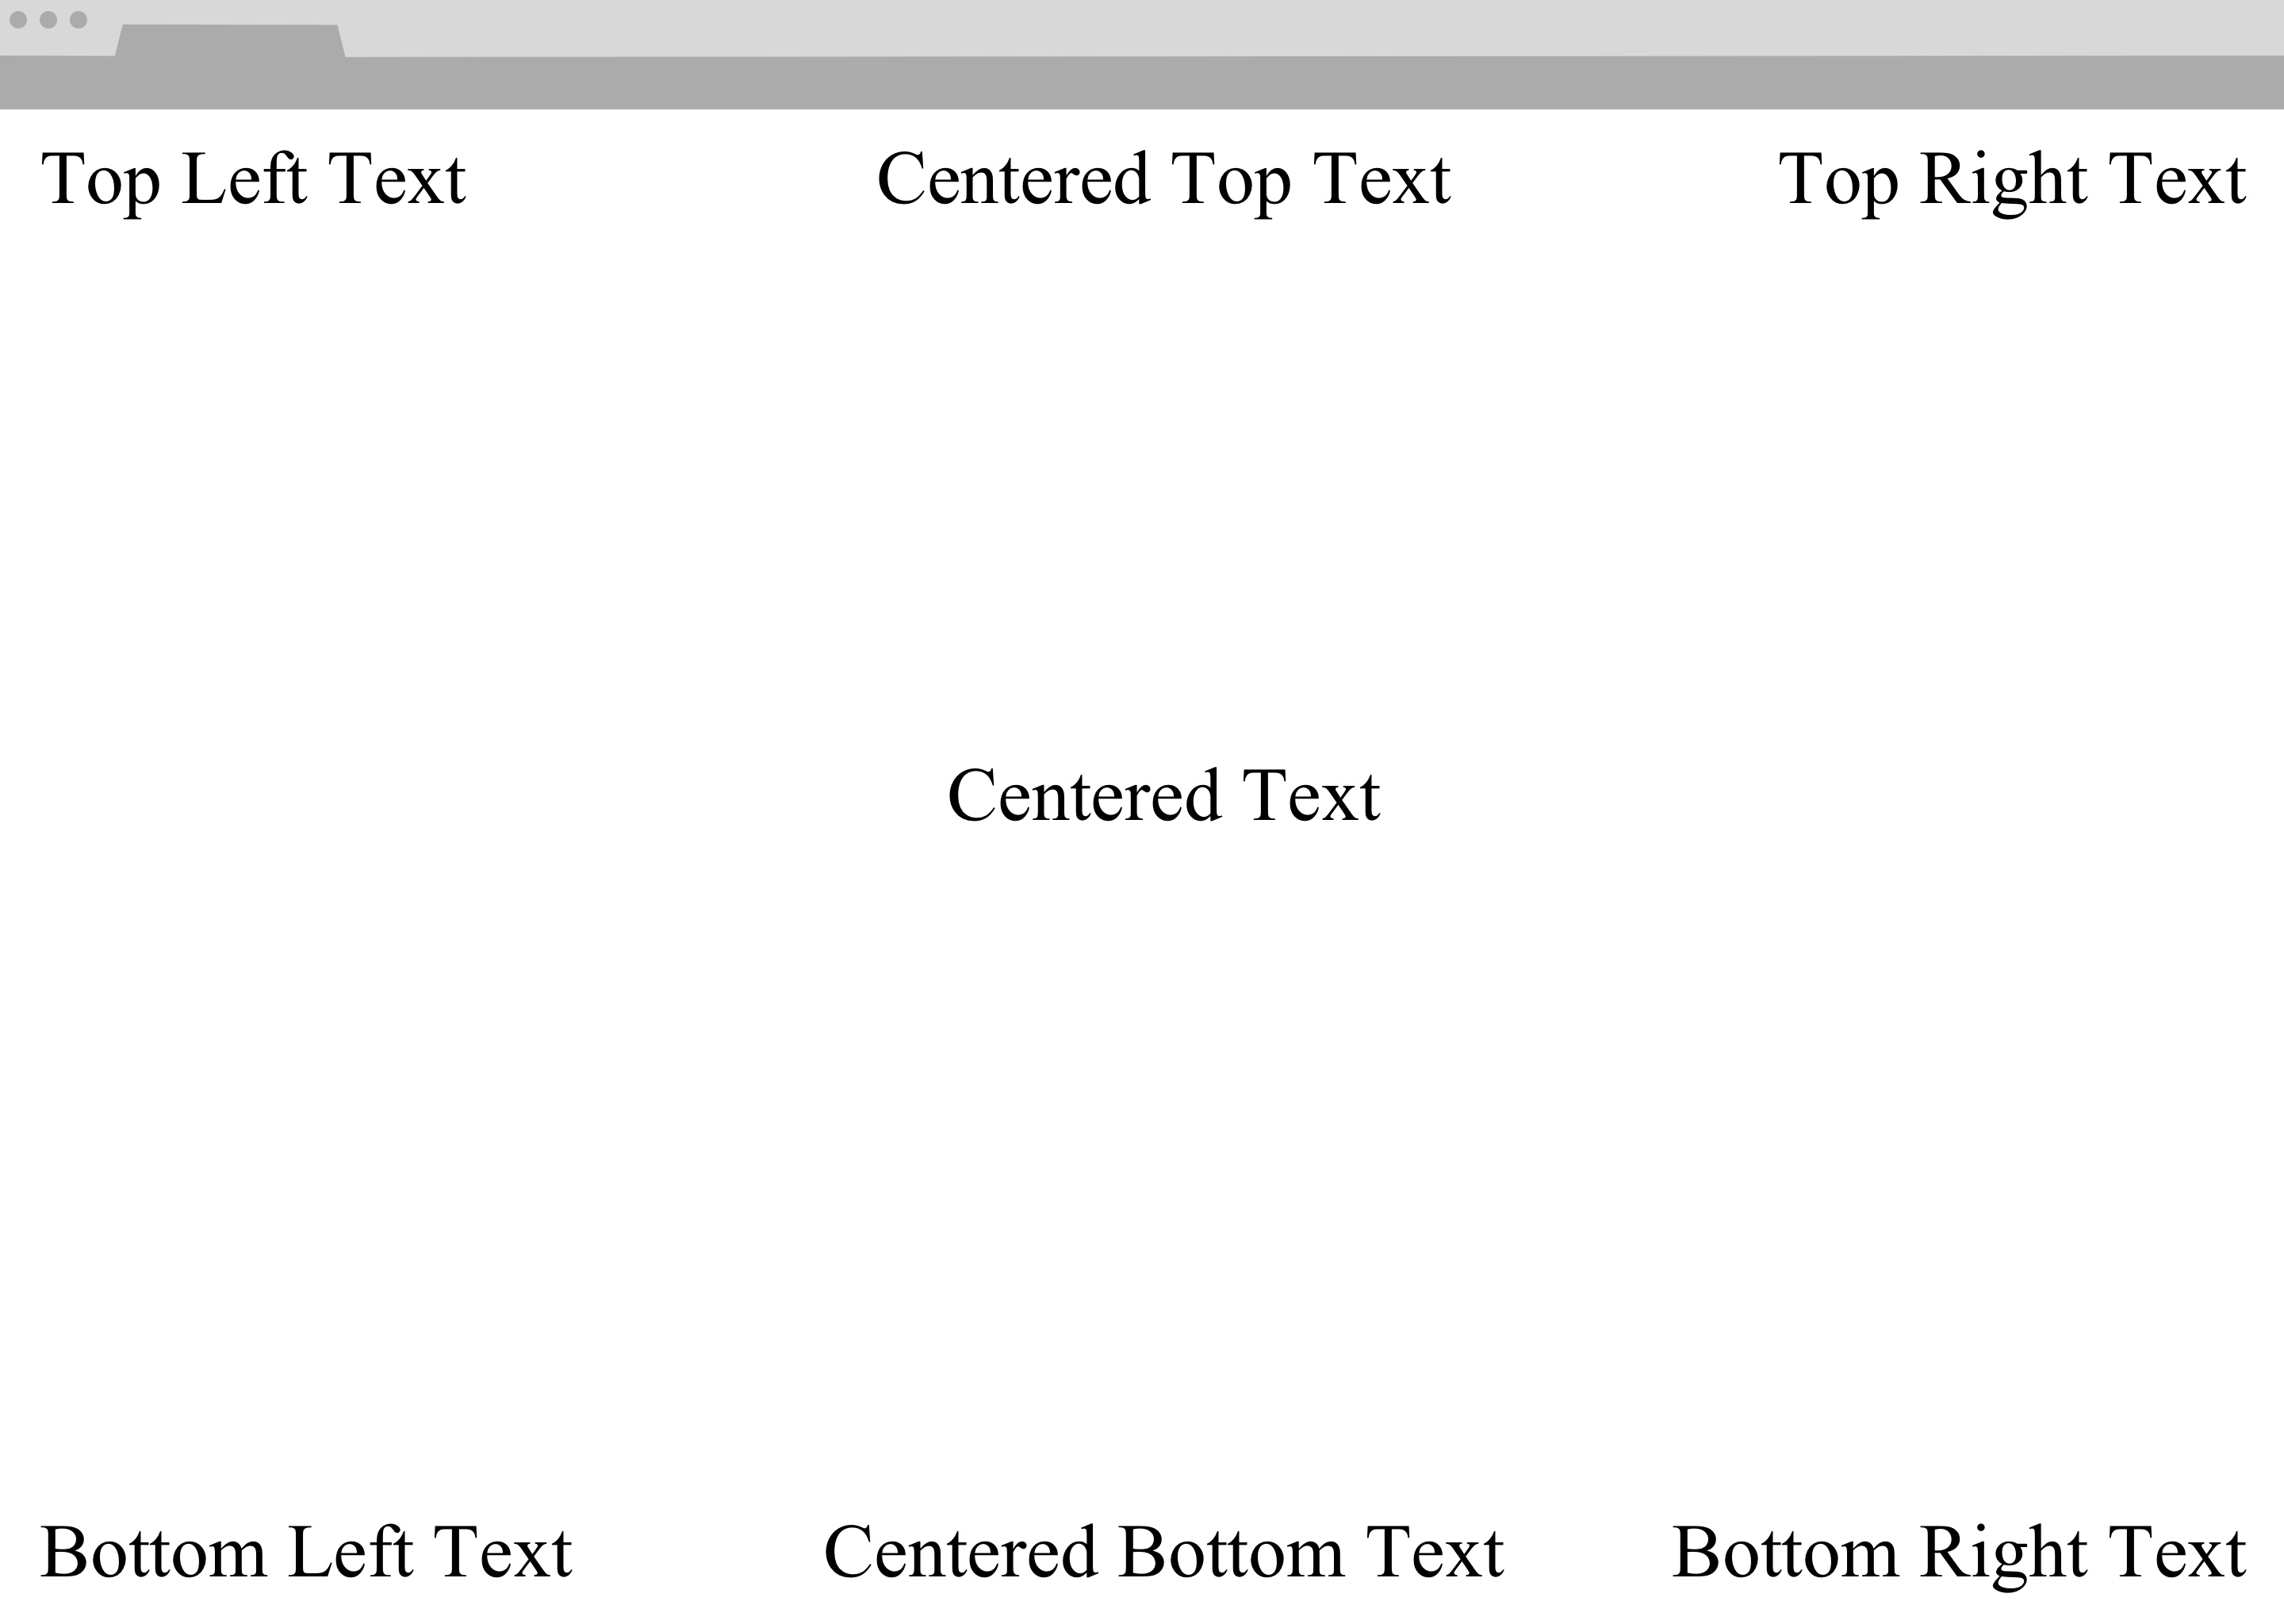 Top Left Text
Centered Top Text
Top Right Text
Centered Text
Bottom Left Text
Centered Bottom Text
Bottom Right Text